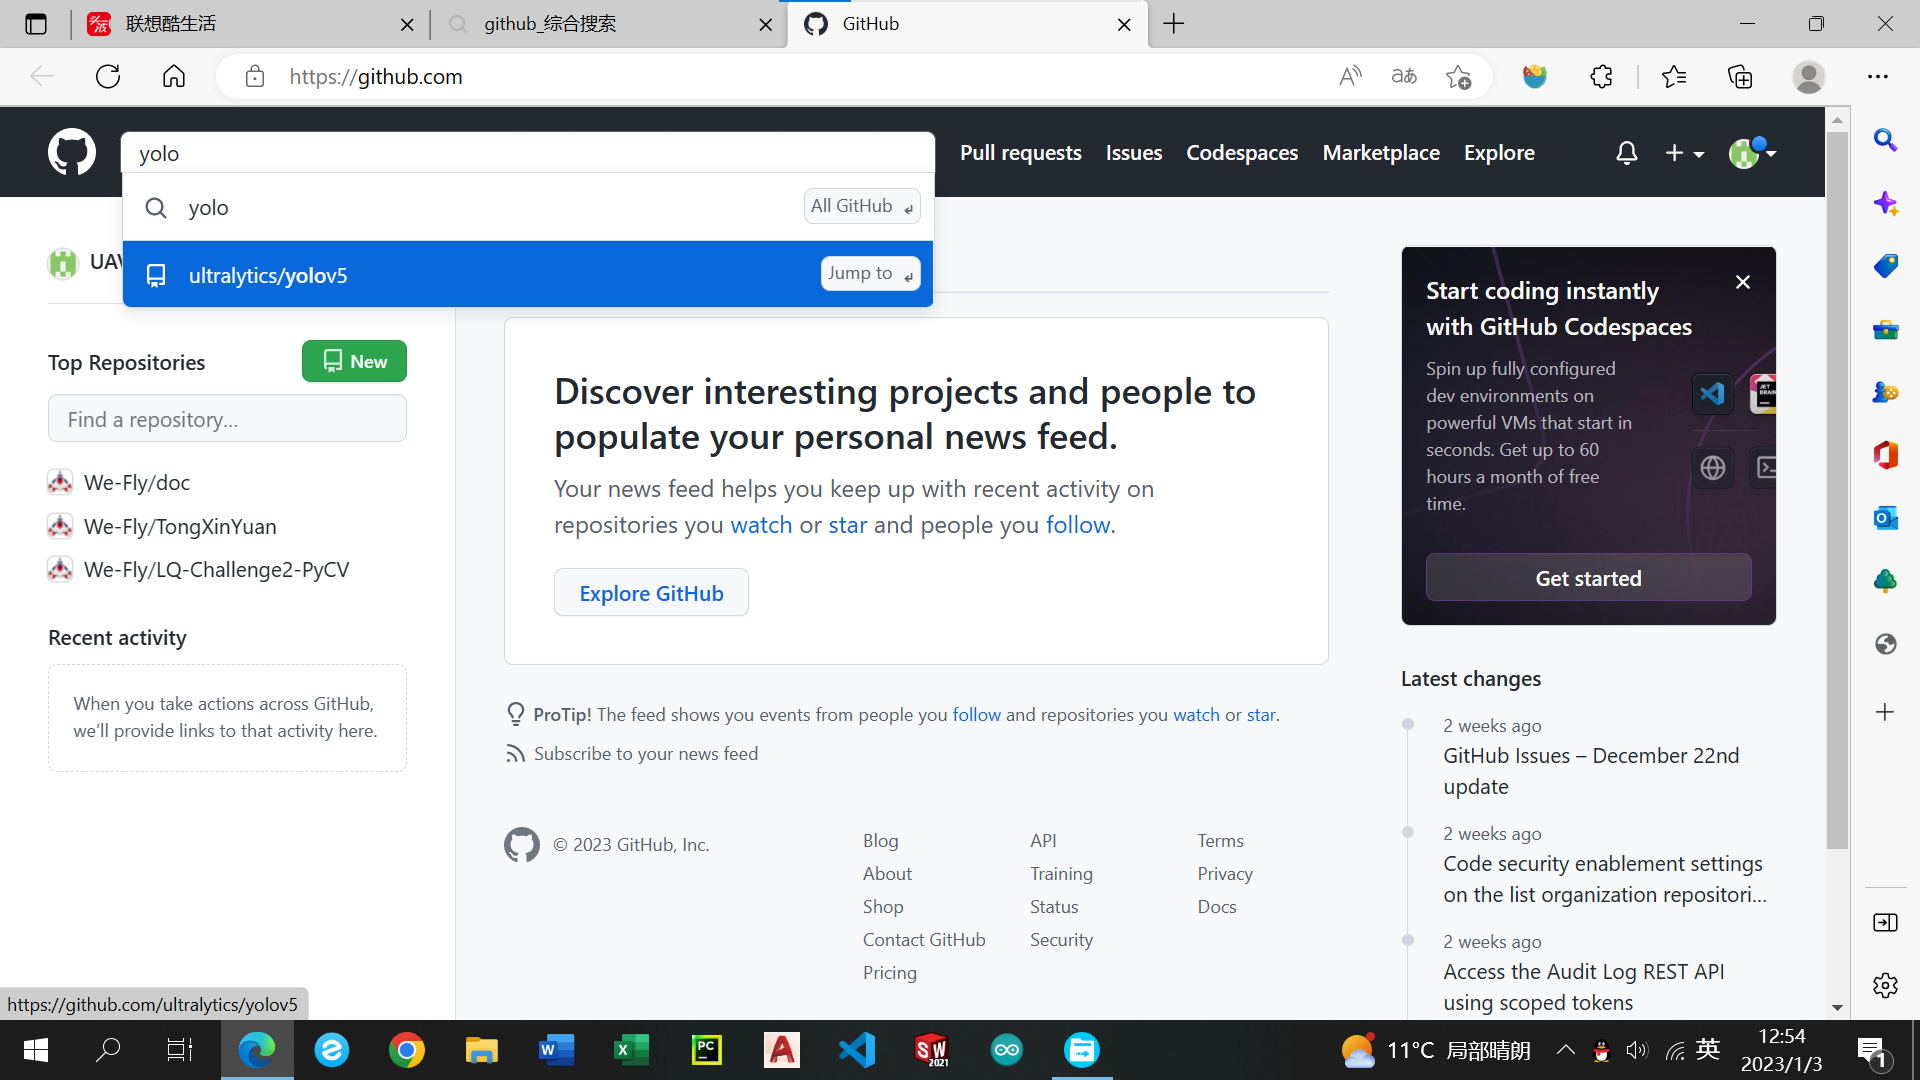 联想酷生活
github_综合搜索
GitHub
https://github.com
yolo
Pull requests
Issues
Codespaces
Marketplace
Explore
yolo
All GitHub
ultralytics/yolov5
Jump to
UAV
Top Repositories
New
Find a repository…
We-Fly/doc
We-Fly/TongXinYuan
We-Fly/LQ-Challenge2-PyCV
Recent activity
When you take actions across GitHub,
we’ll provide links to that activity here.
Discover interesting projects and people to
populate your personal news feed.
Your news feed helps you keep up with recent activity on
repositories you watch or star and people you follow.
Explore GitHub
ProTip! The feed shows you events from people you follow and repositories you watch or star.
Subscribe to your news feed
© 2023 GitHub, Inc.
Blog
About
Shop
Contact GitHub
Pricing
API
Training
Status
Security
Terms
Privacy
Docs
Start coding instantly
with GitHub Codespaces
Spin up fully configured
dev environments on
powerful VMs that start in
seconds. Get up to 60
hours a month of free
time.
Get started
Latest changes
2 weeks ago
GitHub Issues – December 22nd
update
2 weeks ago
Code security enablement settings
on the list organization repositori…
2 weeks ago
Access the Audit Log REST API
using scoped tokens
https://github.com/ultralytics/yolov5
11°C 局部晴朗
英
12:54
2023/1/3
1